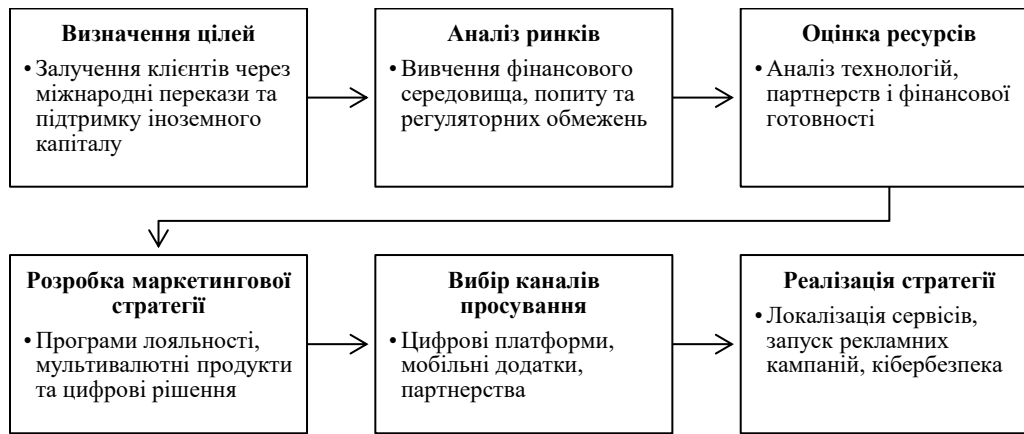 Визначення цілей
• Залучення клієнтів через
міжнародні перекази та
підтримку іноземного
капіталу
Аналіз ринків
• Вивчення фінансового
середовища, попиту та
регуляторних обмежень
Оцінка ресурсів
• Аналіз технологій,
партнерств і фінансової
готовності
Розробка маркетингової
стратегії
• Програми лояльності,
мультивалютні продукти
та цифрові рішення
Вибір каналів
просування
• Цифрові платформи,
мобільні додатки,
партнерства
Реалізація стратегії
• Локалізація сервісів,
запуск рекламних
кампаній, кібербезпека